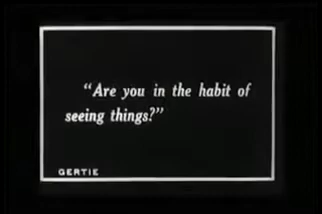 “Are you in the habit of
seeing things?”
GERTIE